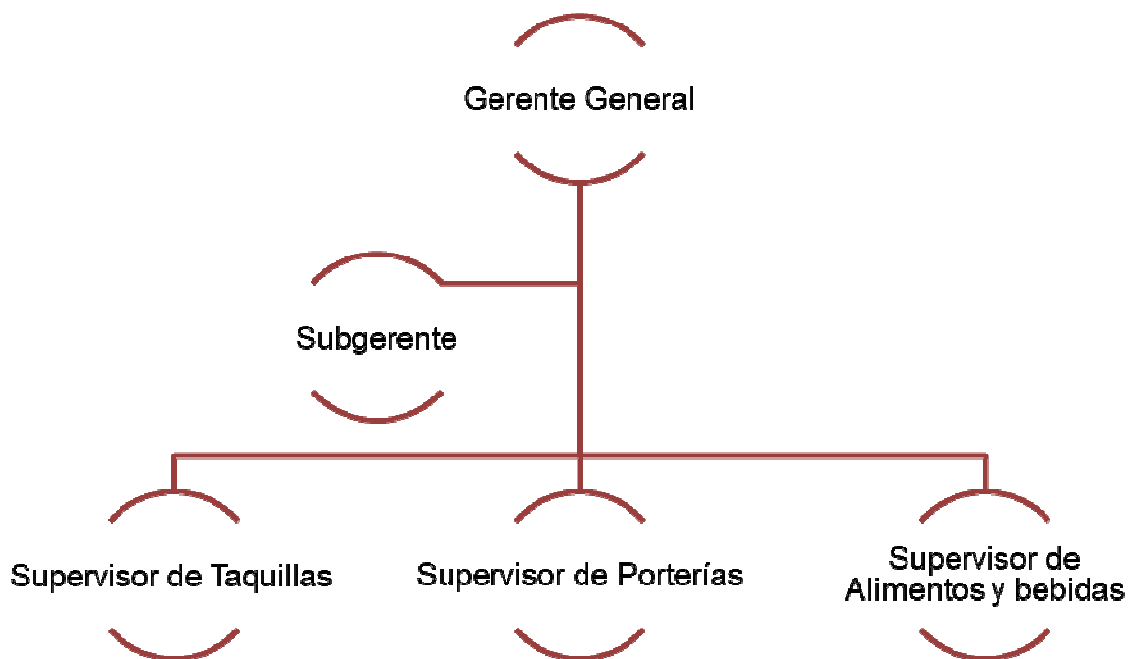 Gerente General
Subgerente
Supervisor de Taquillas
Supervisor de Porterías
Supervisor de
Alimentos y bebidas